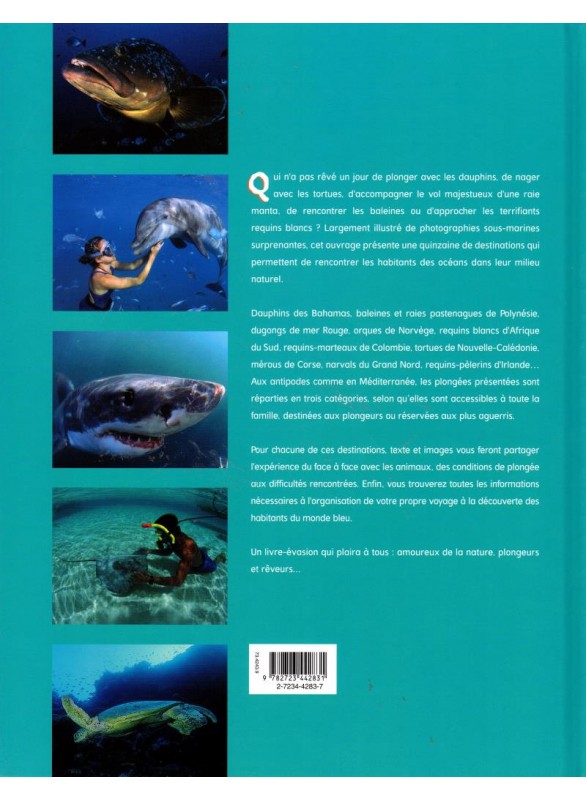 Qui n'a pas rêvé un jour de plonger avec les dauphins, de nager
avec les tortues, d'accompagner le vol majestueux d'une raie
manta, de rencontrer les baleines ou d'approcher les terrifiants
requins blancs ? Largement illustré de photographies sous-marines
surprenantes, cet ouvrage présente une quinzaine de destinations qui
permettent de rencontrer les habitants des océans dans leur milieu
naturel.
Dauphins des Bahamas, baleines et raies pastenagues de Polynésie,
dugongs de mer Rouge, orques de Norvège, requins blancs d'Afrique
du Sud, requins-marteaux de Colombie, tortues de Nouvelle-Calédonie,
mérous de Corse, narvals du Grand Nord, requins-pèlerins d'Irlande...
Aux antipodes comme en Méditerranée, les plongées présentées sont
réparties en trois catégories, selon qu'elles sont accessibles à toute la
famille, destinées aux plongeurs ou réservées aux plus aguerris.
Pour chacune de ces destinations, texte et images vous feront partager
l'expérience du face à face avec les animaux, des conditions de plongée
aux difficultés rencontrées. Enfin, vous trouverez toutes les informations
nécessaires à l'organisation de votre propre voyage à la découverte des
habitants du monde bleu.
Un livre-évasion qui plaira à tous : amoureux de la nature, plongeurs
et rêveurs...
9 782723 442831
2-7234-4283-7